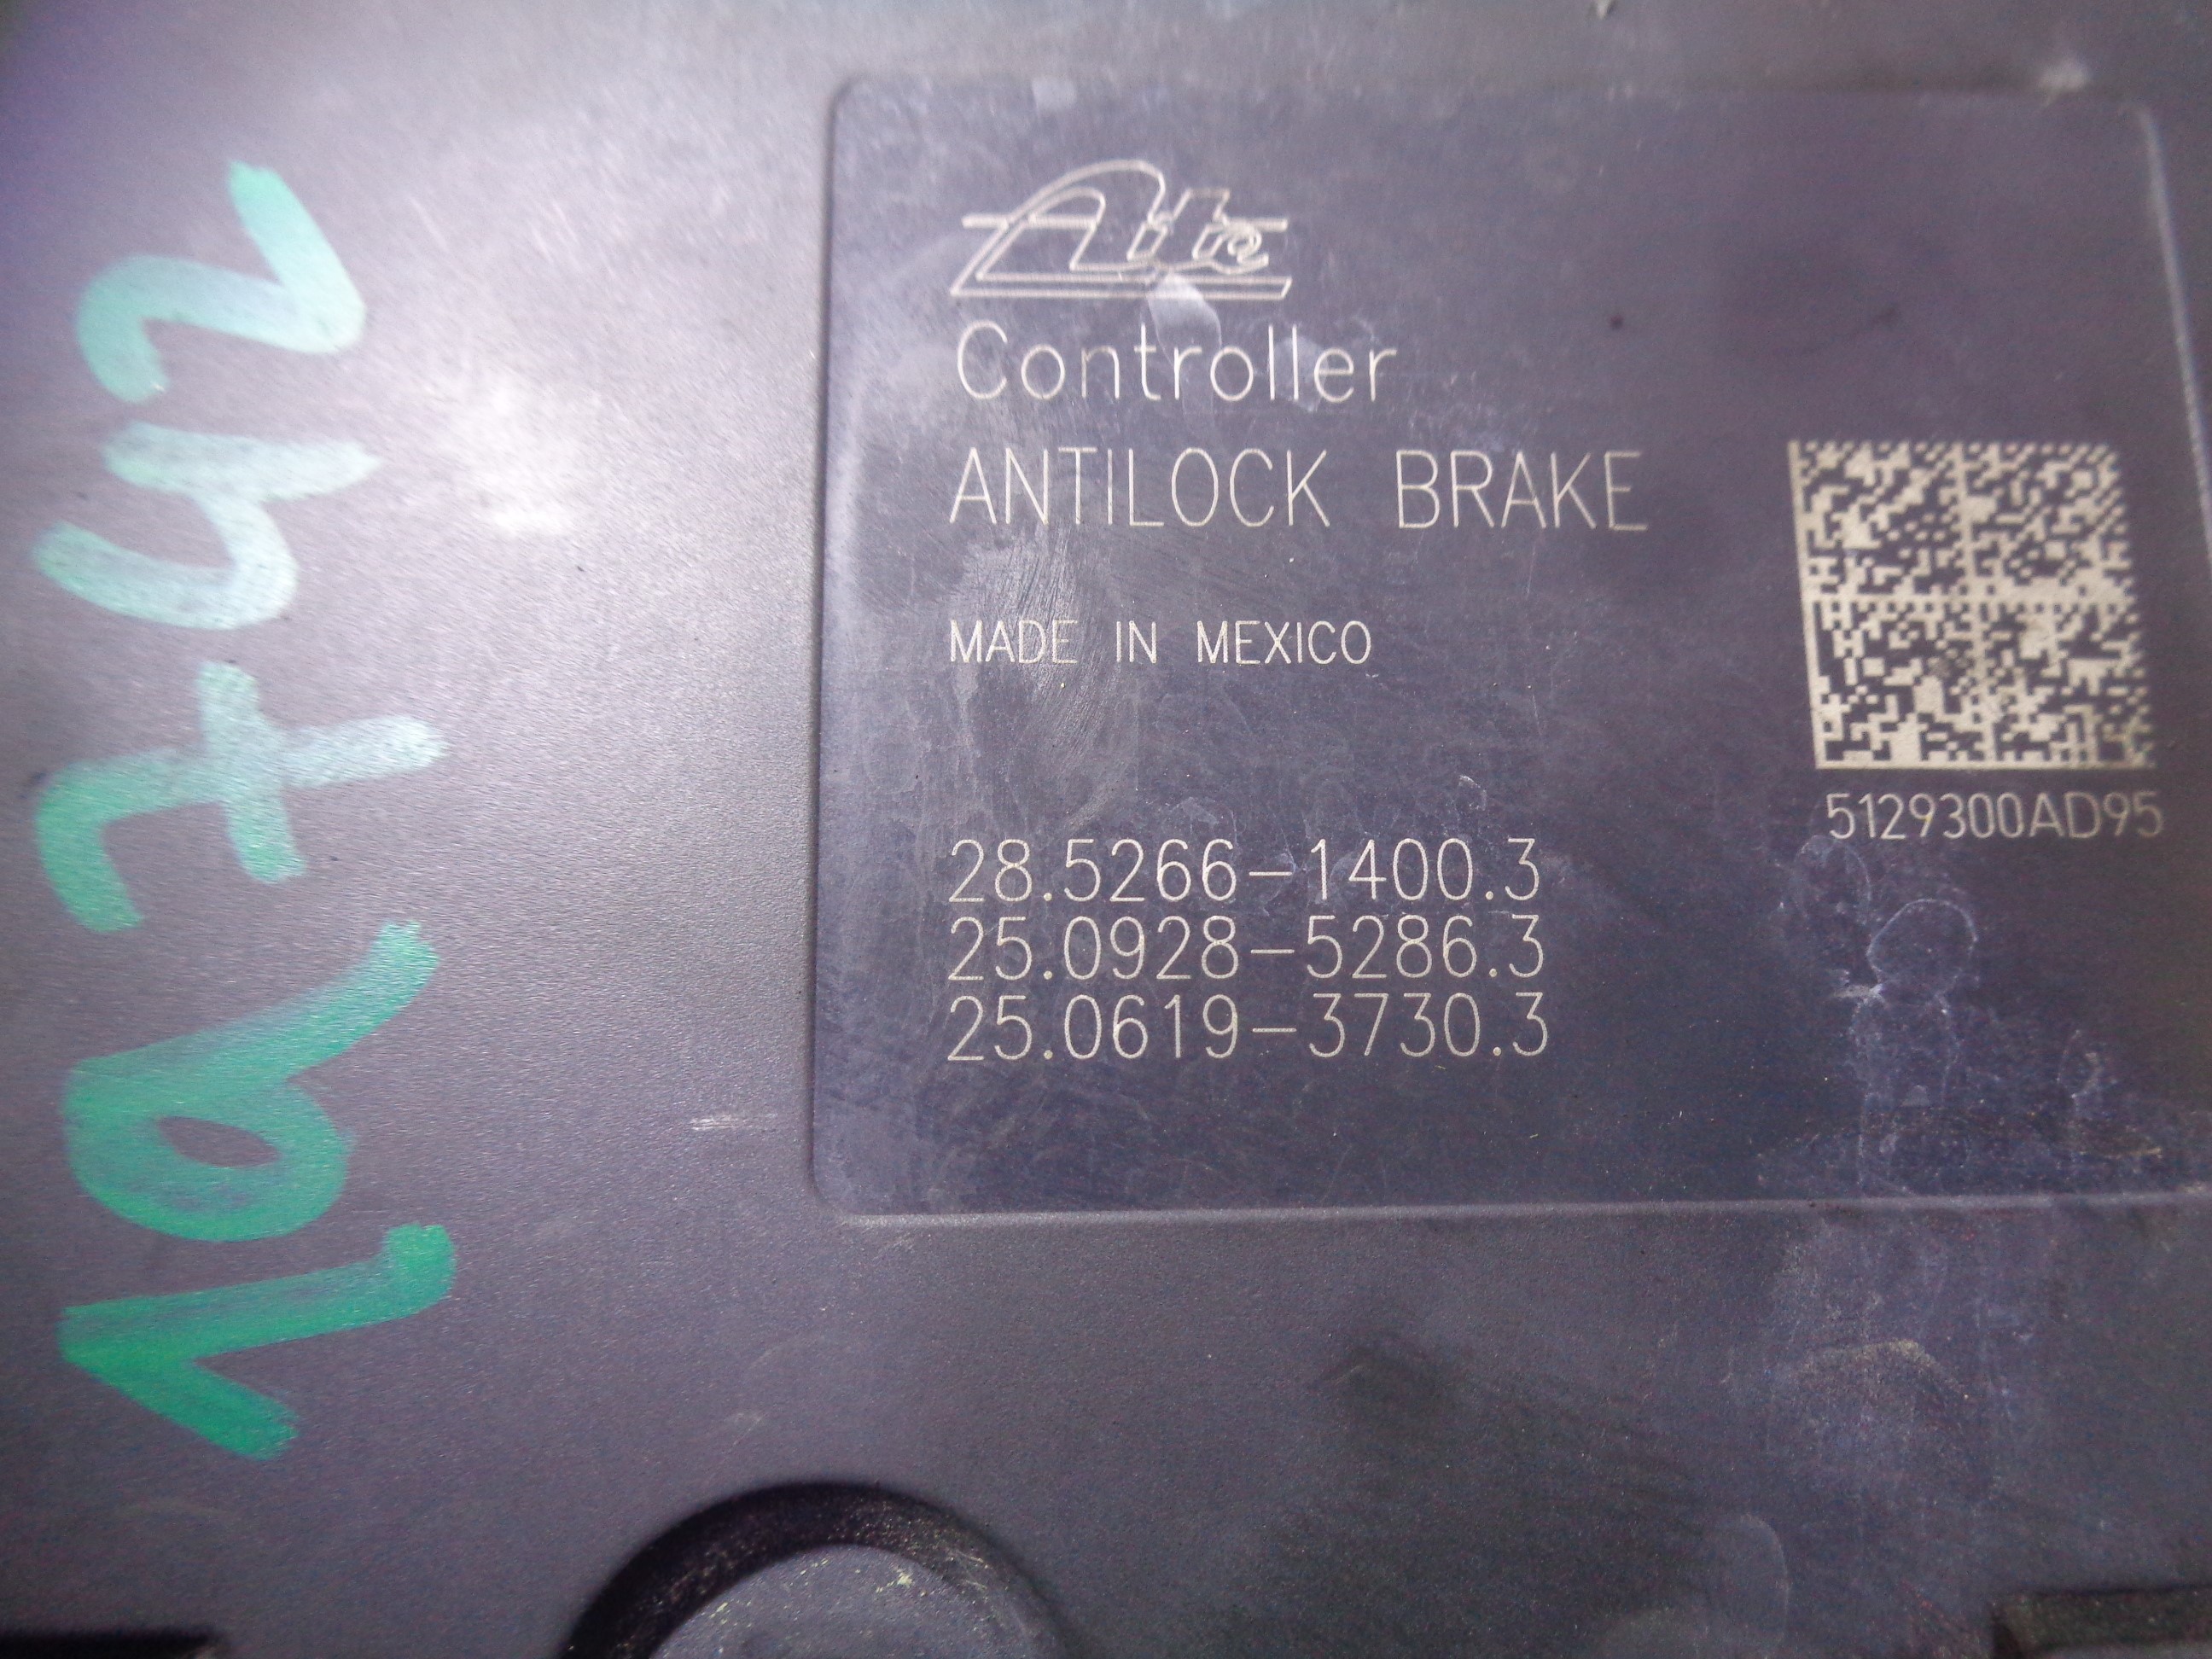 19742
Ate
Controller
ANTILOCK BRAKE
MADE IN MEXICO
5129300AD95
28.5266-1400.3
25.0928-5286.3
25.0619-3730.3